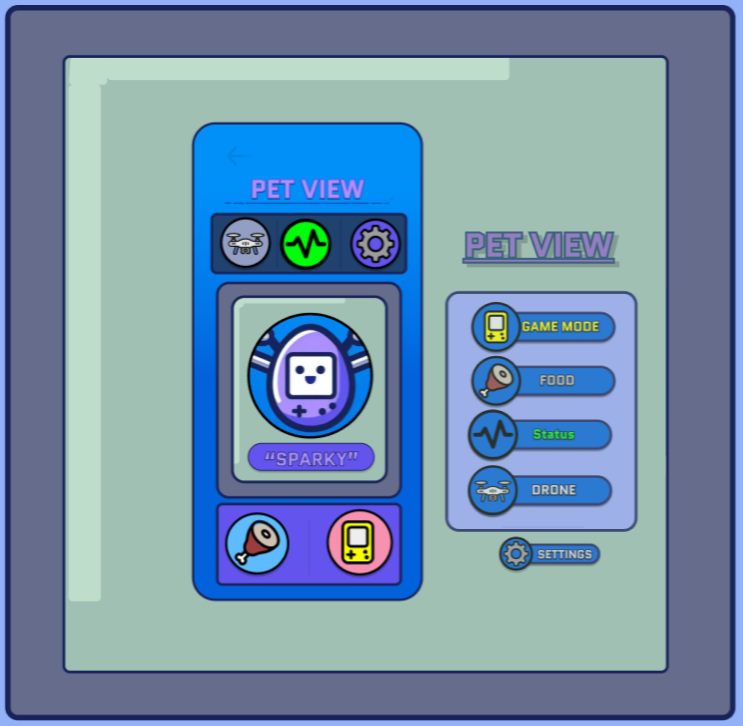 PET VIEW
“SPARKY”
PET VIEW
GAME MODE
FOOD
Status
DRONE
SETTINGS